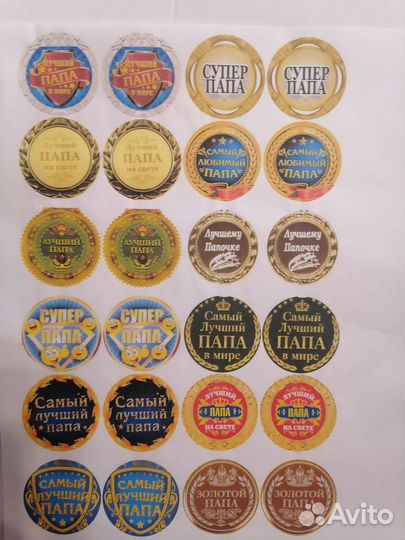 ЛУЧШИЙ
ПАПА
в мире
ЛУЧШИЙ
ПАПА
в мире
СУПЕР
ПАПА
СУПЕР
ПАПА
Лучший
ПАПА
на свете
Лучший
ПАПА
на свете
САМЫЙ
ЛЮБИМЫЙ
"ПАПА"
САМЫЙ
ЛЮБИМЫЙ
"ПАПА"
ЛУЧШИЙ
ПАПА
ЛУЧШИЙ
ПАПА
Лучшему
Папочке
Лучшему
Папочке
СУПЕР
ПАПА
СУПЕР
ПАПА
Самый
Лучший
ПАПА
в мире
Самый
Лучший
ПАПА
в мире
Самый
лучший
папа
Самый
лучший
папа
ЛУЧШИЙ
ПАПА
НА СВЕТЕ
ЛУЧШИЙ
ПАПА
НА СВЕТЕ
САМЫЙ
ЛУЧШИЙ
ПАПА
САМЫЙ
ЛУЧШИЙ
ПАПА
ЗОЛОТОЙ
ПАПА
ЗОЛОТОЙ
ПАПА
Avito